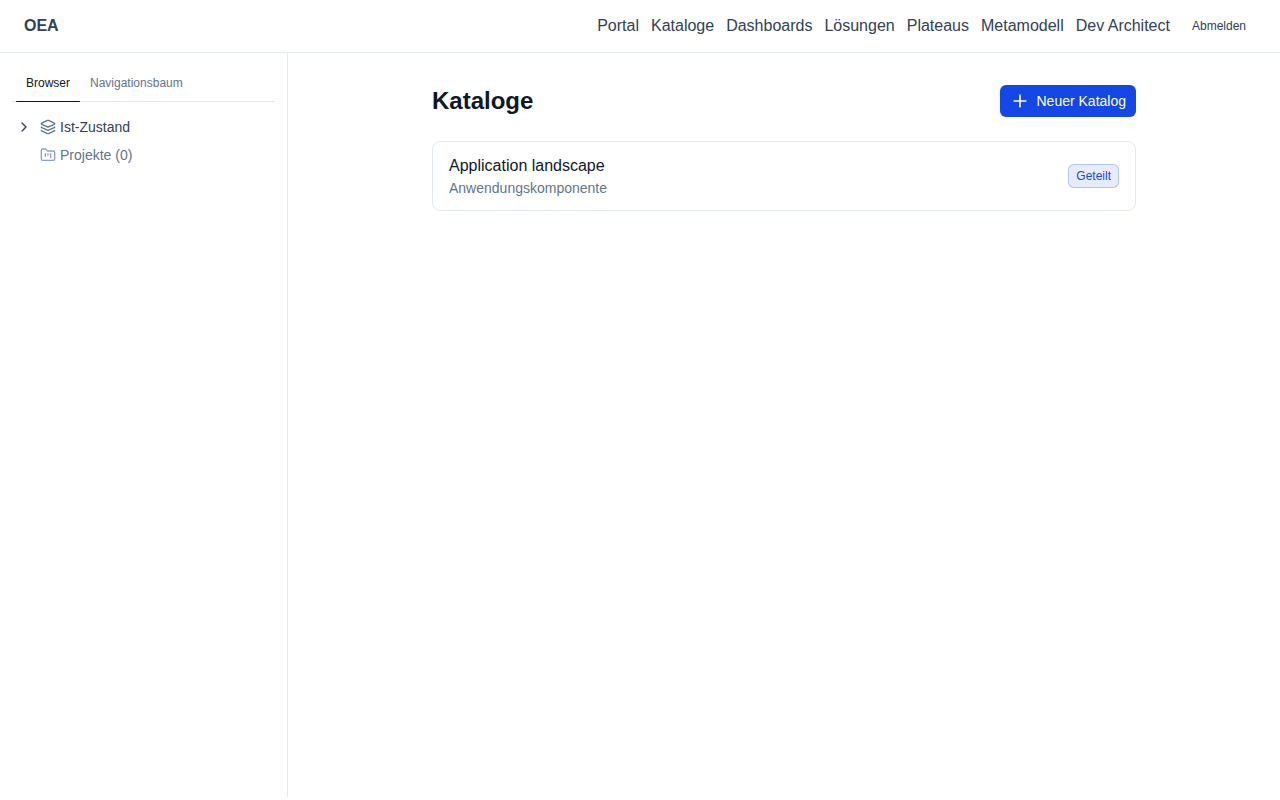 OEA
Portal Kataloge Dashboards Lösungen Plateaus Metamodell Dev Architect Abmelden
Browser Navigationsbaum
Ist-Zustand
Projekte (0)
Kataloge
Neuer Katalog
Application landscape
Anwendungskomponente
Geteilt